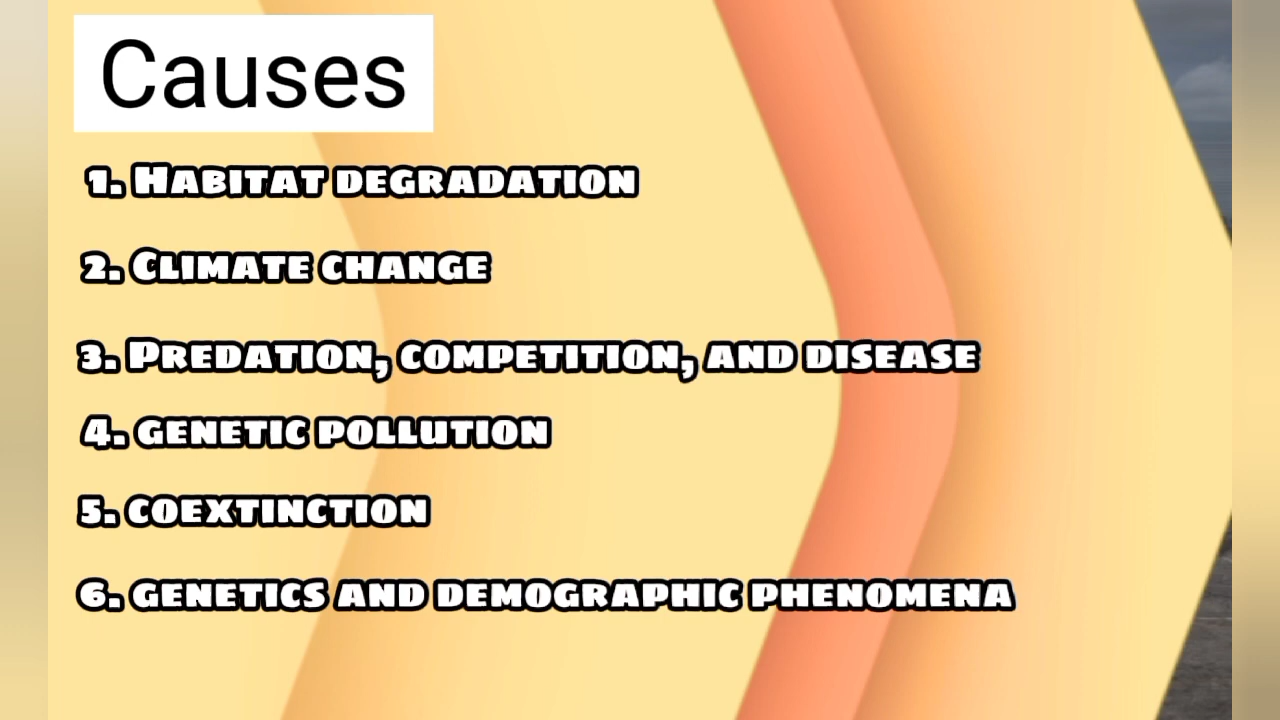 Causes
1. Habitat degradation
2. Climate change
3. Predation, competition, and disease
4. genetic pollution
5. coextinction
6. genetics and demographic phenomena